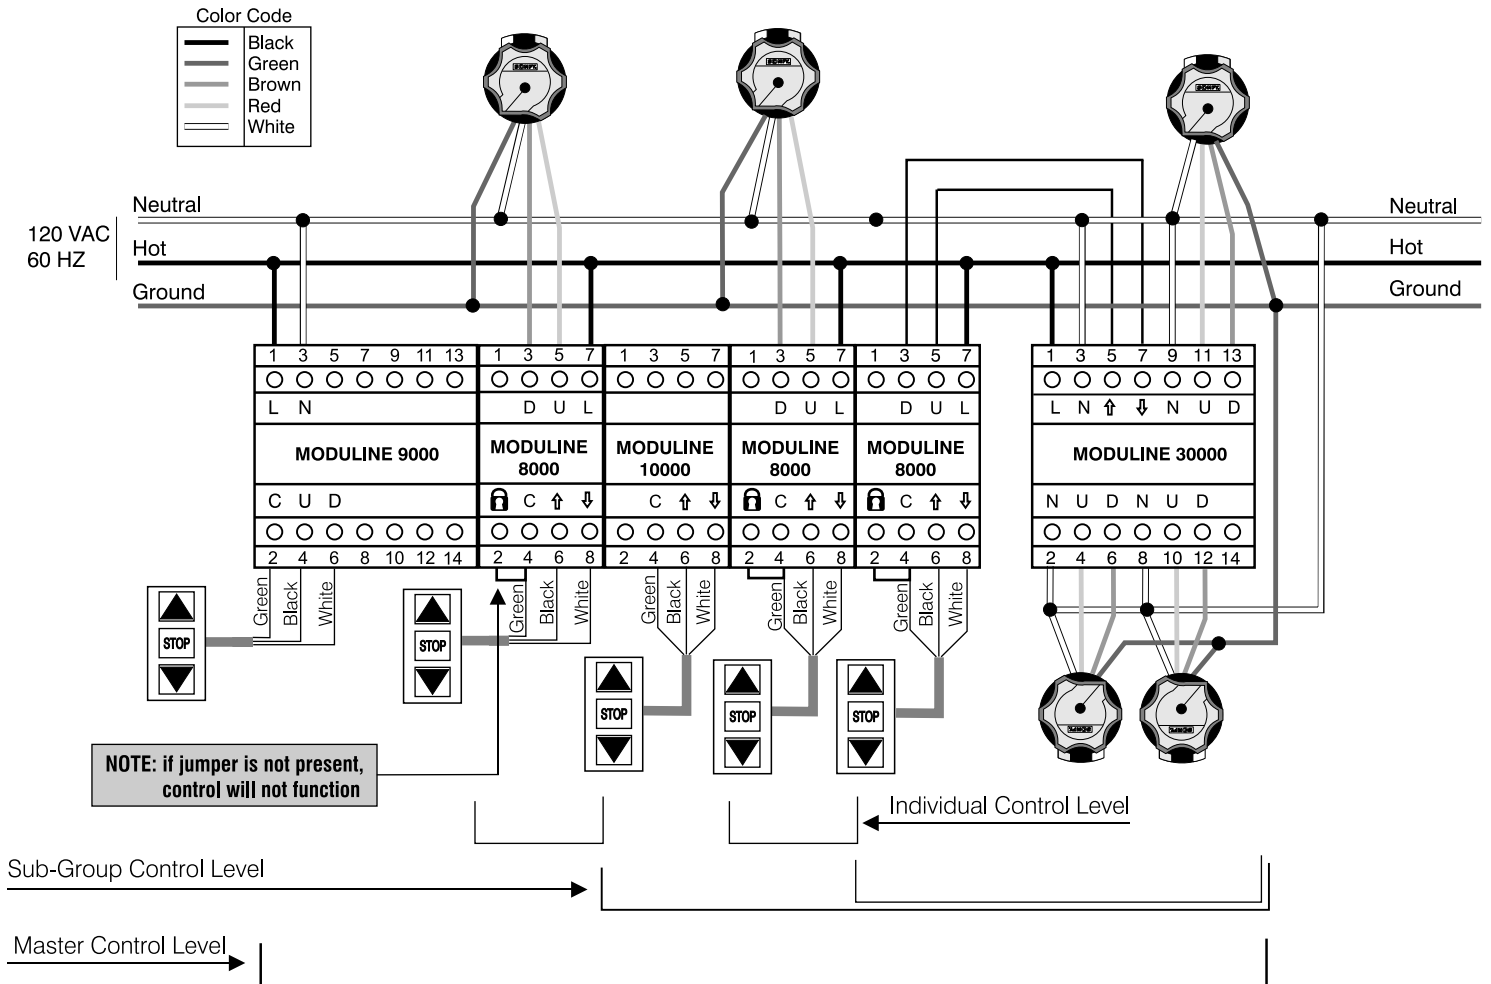 Color Code
Black
Green
Brown
Red
White
Neutral
Neutral
120 VAC
60 HZ
Hot
Hot
Ground
Ground
1 3 5 7 9 11 13
1 3 5 7
1 3 5 7
1 3 5 7
1 3 5 7
1 3 5 7 9 11 13
L N
D U L
D U L
D U L
L N ⇧ ⇩ N U D
MODULINE 9000
MODULINE
8000
MODULINE
10000
MODULINE
8000
MODULINE
8000
MODULINE 30000
C U D
C ⇧ ⇩
C ⇧ ⇩
C ⇧ ⇩
C ⇧ ⇩
N U D N U D
2 4 6 8 10 12 14
2 4 6 8
2 4 6 8
2 4 6 8
2 4 6 8
2 4 6 8 10 12 14
Green
Black
White
Green
Black
White
Green
Black
White
Green
Black
White
Green
Black
White
STOP
STOP
STOP
STOP
STOP
NOTE: if jumper is not present,
control will not function
Individual Control Level
Sub-Group Control Level
Master Control Level